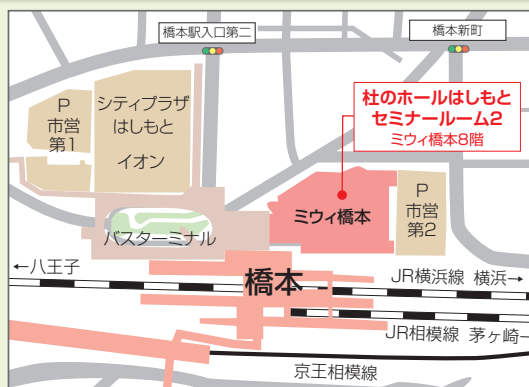 橋本駅入口第二
橋本新町
P
市営
第1
シティプラザ
はしもと
イオン
杜のホールはしもと
セミナールーム2
ミウィ橋本8階
ミウィ橋本
P
市営
第2
バスターミナル
←八王子
橋本
JR横浜線 横浜→
JR相模線 茅ヶ崎
京王相模線